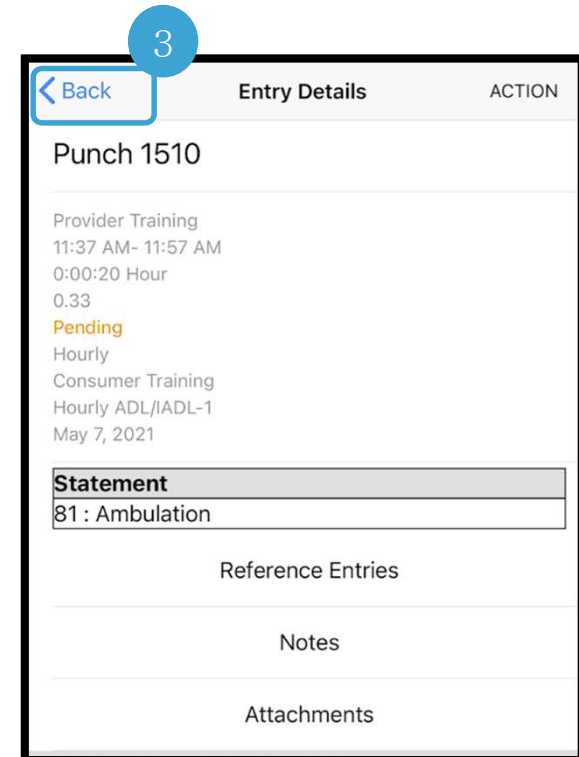 3
Back Entry Details ACTION
Punch 1510
Provider Training
11:37 AM- 11:57 AM
0:00:20 Hour
0.33
Pending
Hourly
Consumer Training
Hourly ADL/IADL-1
May 7, 2021
Statement
81 : Ambulation
Reference Entries
Notes
Attachments